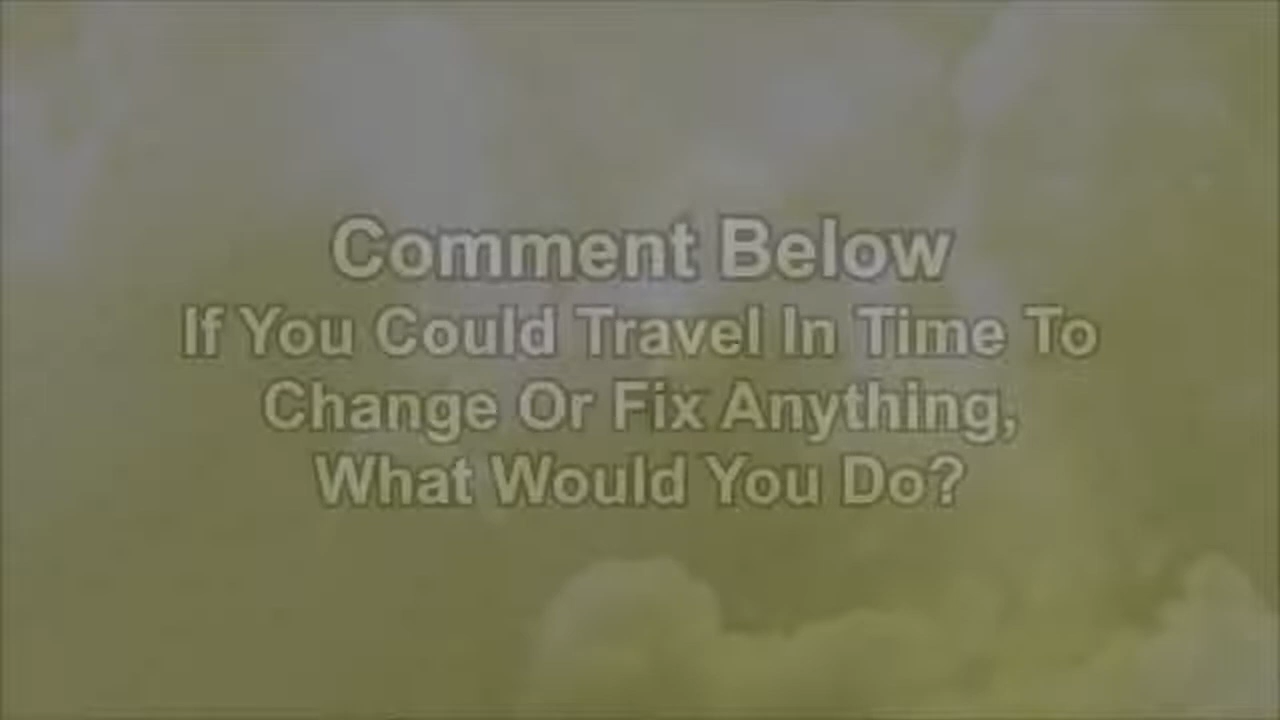 Comment Below
If You Could Travel In Time To
Change Or Fix Anything,
What Would You Do?